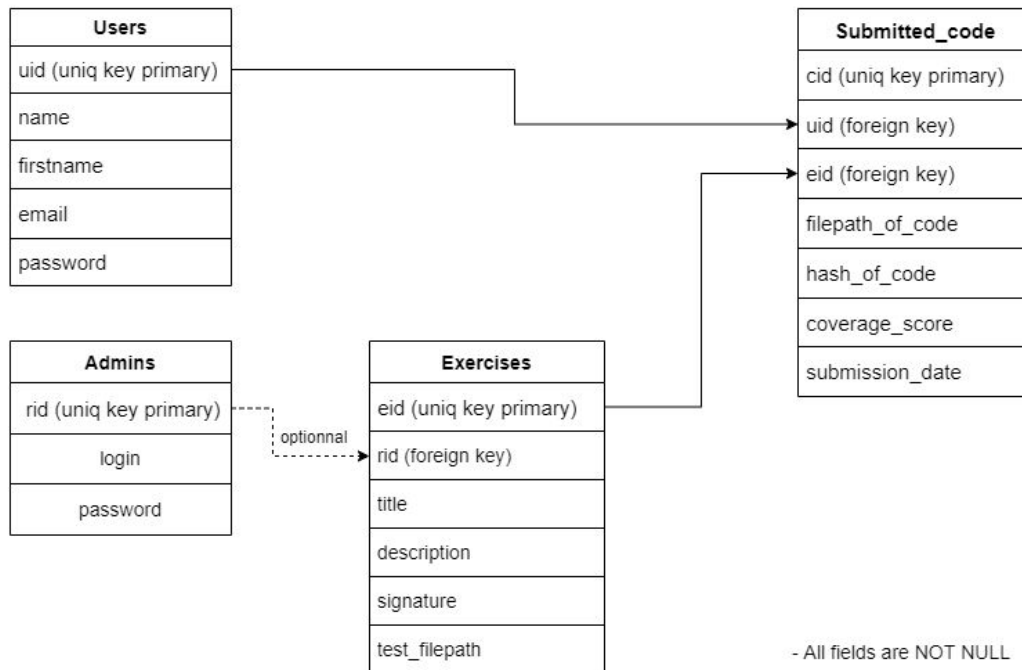 Users
uid (uniq key primary)
name
firstname
email
password
Submitted_code
cid (uniq key primary)
uid (foreign key)
eid (foreign key)
filepath_of_code
hash_of_code
coverage_score
submission_date
Admins
rid (uniq key primary)
login
password
optionnal
Exercises
eid (uniq key primary)
rid (foreign key)
title
description
signature
test_filepath
- All fields are NOT NULL